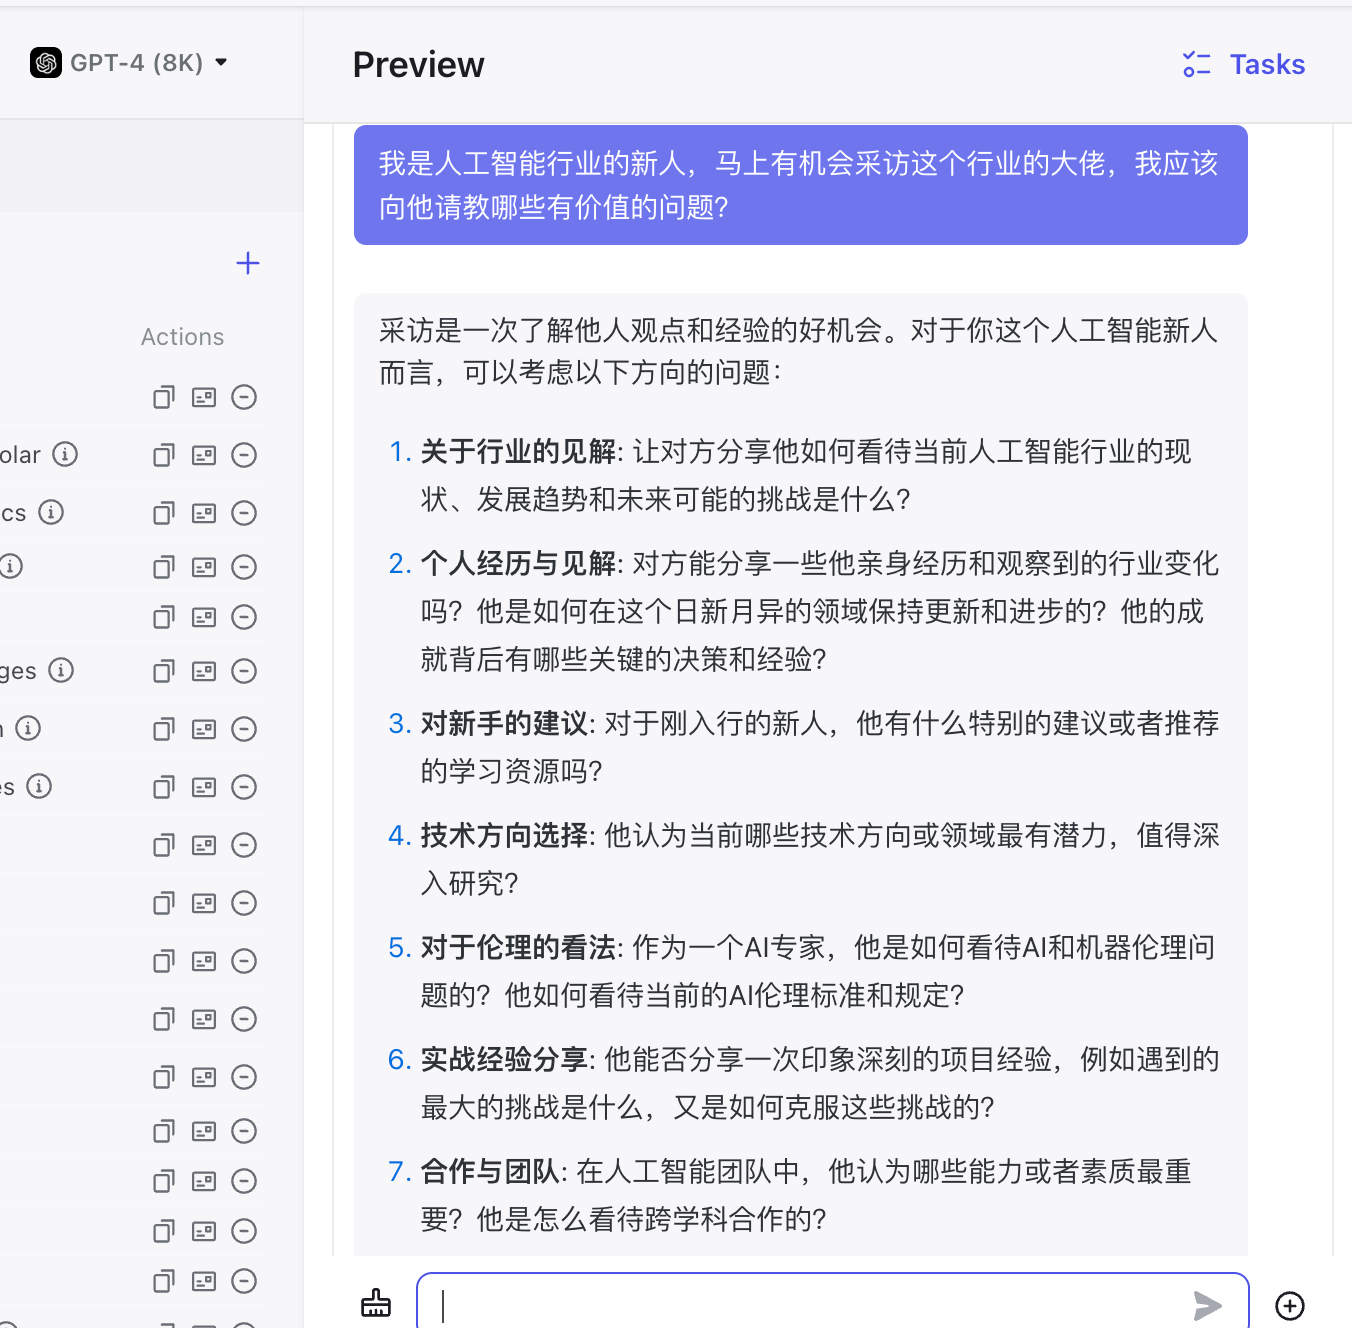 GPT-4 (8K)
Preview
Tasks
我是人工智能行业的新人，马上有机会采访这个行业的大佬，我应该
向他请教哪些有价值的问题？
Actions
olar
cs
ges
n
es
采访是一次了解他人观点和经验的好机会。对于你这个人工智能新人
而言，可以考虑以下方向的问题：
1. 关于行业的见解: 让对方分享他如何看待当前人工智能行业的现
状、发展趋势和未来可能的挑战是什么？
2. 个人经历与见解: 对方能分享一些他亲身经历和观察到的行业变化
吗？他是如何在这个日新月异的领域保持更新和进步的？他的成
就背后有哪些关键的决策和经验？
3. 对新手的建议: 对于刚入行的新人，他有什么特别的建议或者推荐
的学习资源吗？
4. 技术方向选择: 他认为当前哪些技术方向或领域最有潜力，值得深
入研究？
5. 对于伦理的看法: 作为一个AI专家，他是如何看待AI和机器伦理问
题的？他如何看待当前的AI伦理标准和规定？
6. 实战经验分享: 他能否分享一次印象深刻的项目经验，例如遇到的
最大的挑战是什么，又是如何克服这些挑战的？
7. 合作与团队: 在人工智能团队中，他认为哪些能力或者素质最重
要？他是怎么看待跨学科合作的？